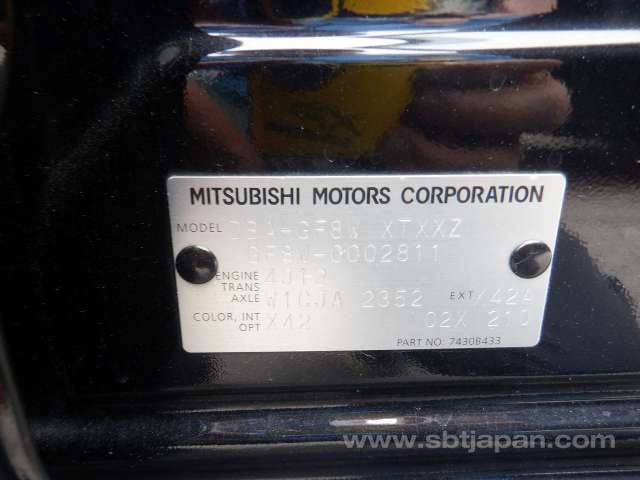 MITSUBISHI MOTORS CORPORATION
MODEL DBA-GF8W XTXXZ
GF8W-0002811
ENGINE 4J12
TRANS
AXLE W1CJA 2352 EXT X42A
COLOR, INT X42 02X 210
OPT
PART NO: 7430B433
www.sbtjapan.com